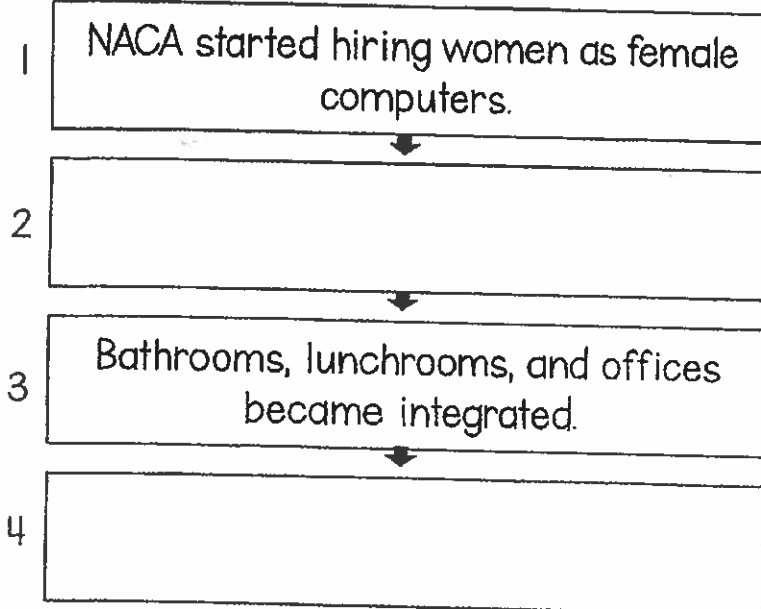 1
NACA started hiring women as female
computers.
2
3
Bathrooms, lunchrooms, and offices
became integrated.
4